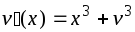 v▯(x) = x³ + v³